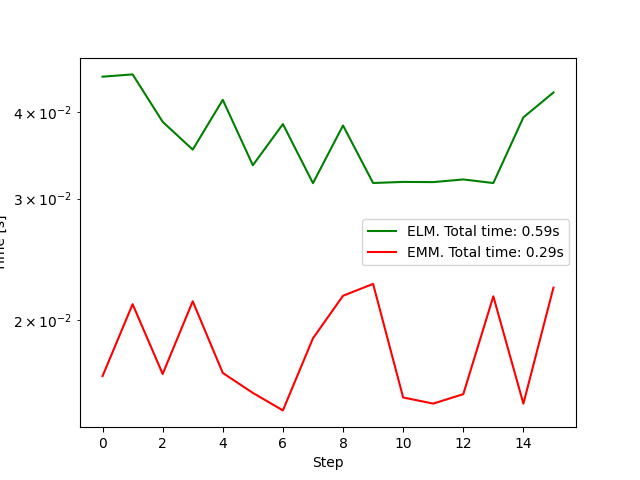 4 × 10⁻²
3 × 10⁻²
2 × 10⁻²
ELM. Total time: 0.59s
EMM. Total time: 0.29s
0 2 4 6 8 10 12 14
Step
Time [s]